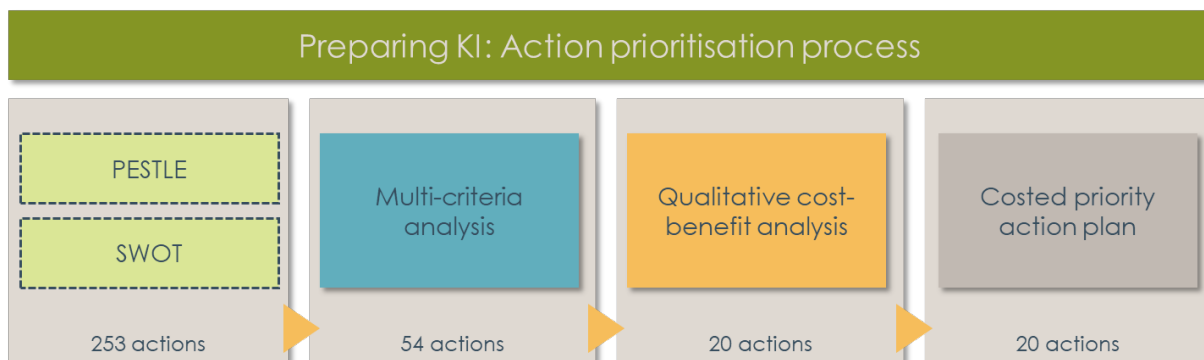 Preparing KI: Action prioritisation process
PESTLE
SWOT
253 actions
Multi-criteria
analysis
54 actions
Qualitative cost-
benefit analysis
20 actions
Costed priority
action plan
20 actions